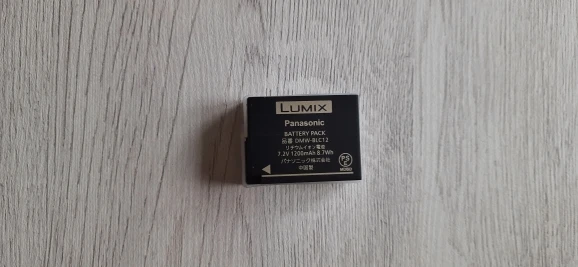 LUMIX
Panasonic
BATTERY PACK
品番 DMW-BLC12
リチウムイオン電池
7.2V 1200mAh 8.7Wh
パナソニック株式会社
中国製
PS
E